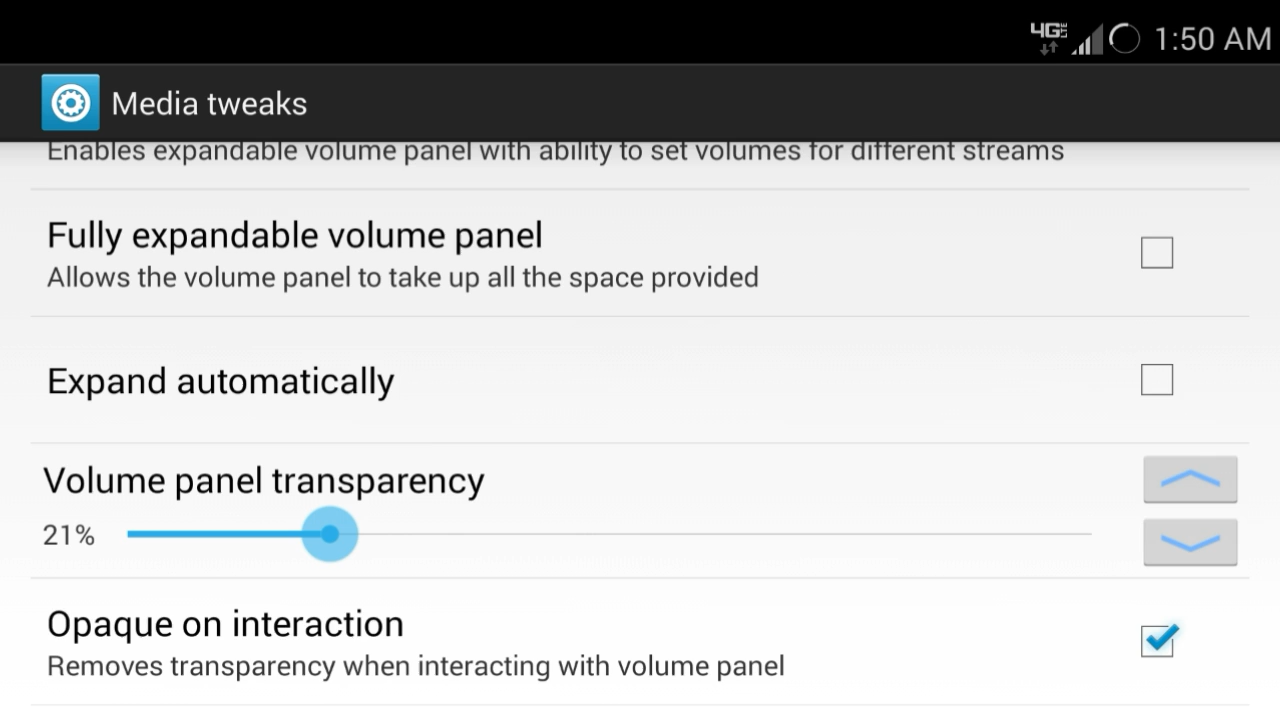 4G LTE 1:50 AM
Media tweaks
Enables expandable volume panel with ability to set volumes for different streams
Fully expandable volume panel
Allows the volume panel to take up all the space provided
Expand automatically
Volume panel transparency
21%
Opaque on interaction
Removes transparency when interacting with volume panel